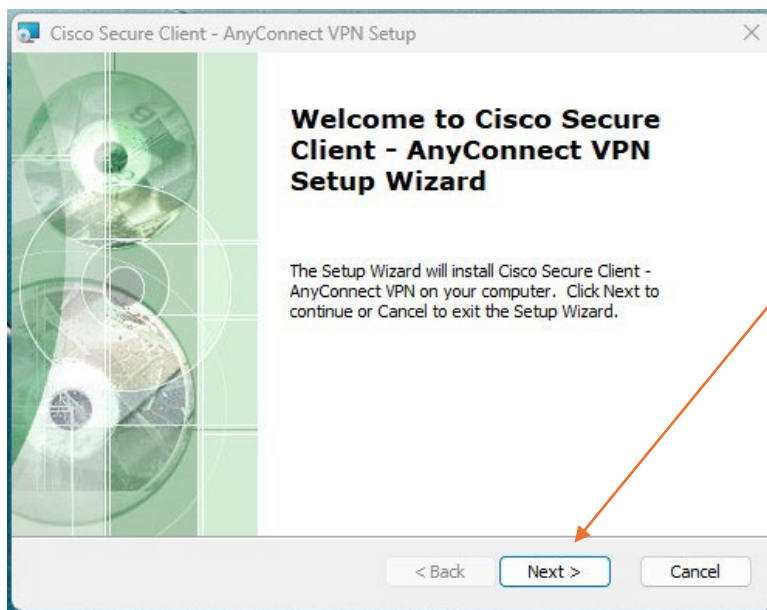 Cisco Secure Client - AnyConnect VPN Setup
Welcome to Cisco Secure
Client - AnyConnect VPN
Setup Wizard
The Setup Wizard will install Cisco Secure Client -
AnyConnect VPN on your computer. Click Next to
continue or Cancel to exit the Setup Wizard.
< Back Next > Cancel